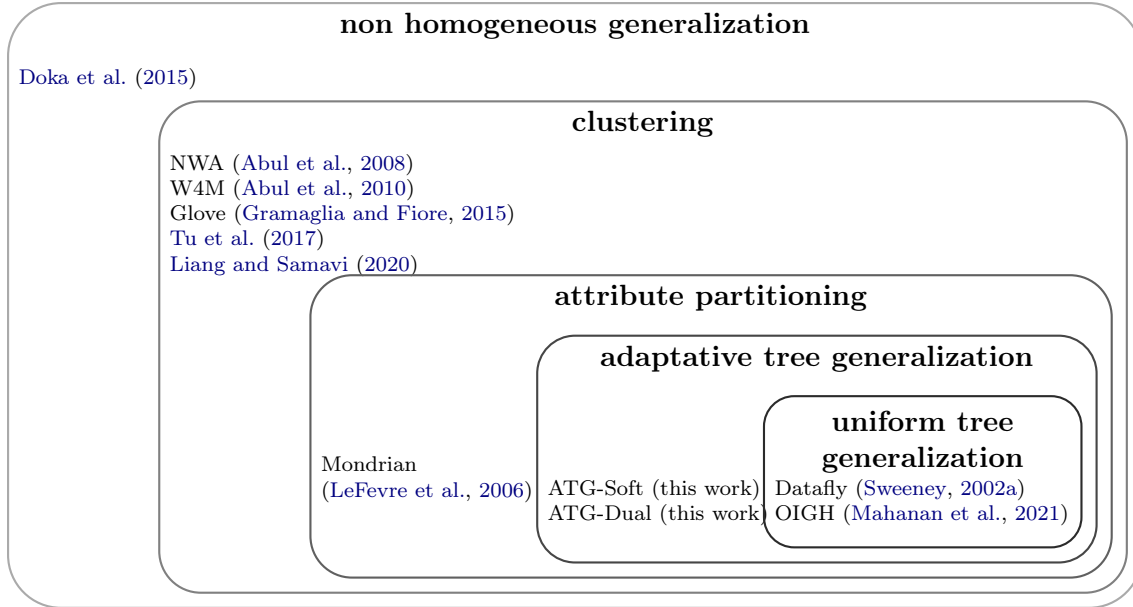 non homogeneous generalization
Doka et al. (2015)
clustering
NWA (Abul et al., 2008)
W4M (Abul et al., 2010)
Glove (Gramaglia and Fiore, 2015)
Tu et al. (2017)
Liang and Samavi (2020)
attribute partitioning
Mondrian
(LeFevre et al., 2006)
adaptative tree generalization
ATG-Soft (this work)
ATG-Dual (this work)
uniform tree
generalization
Datafly (Sweeney, 2002a)
OIGH (Mahanan et al., 2021)